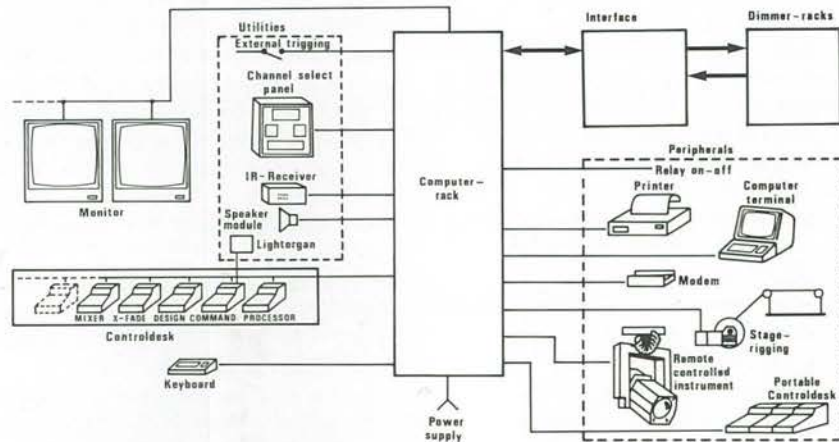 Utilities
External trigging
Channel select
panel
IR-Receiver
Speaker
module
Lightorgan
Monitor
MIXER X-FADE DESIGN COMMAND PROCESSOR
Controldesk
Keyboard
Computer-
rack
Power
supply
Interface
Dimmer-racks
Peripherals
Relay on-off
Printer
Computer
terminal
Modem
Stage-
rigging
Remote
controlled
instrument
Portable
Controldesk